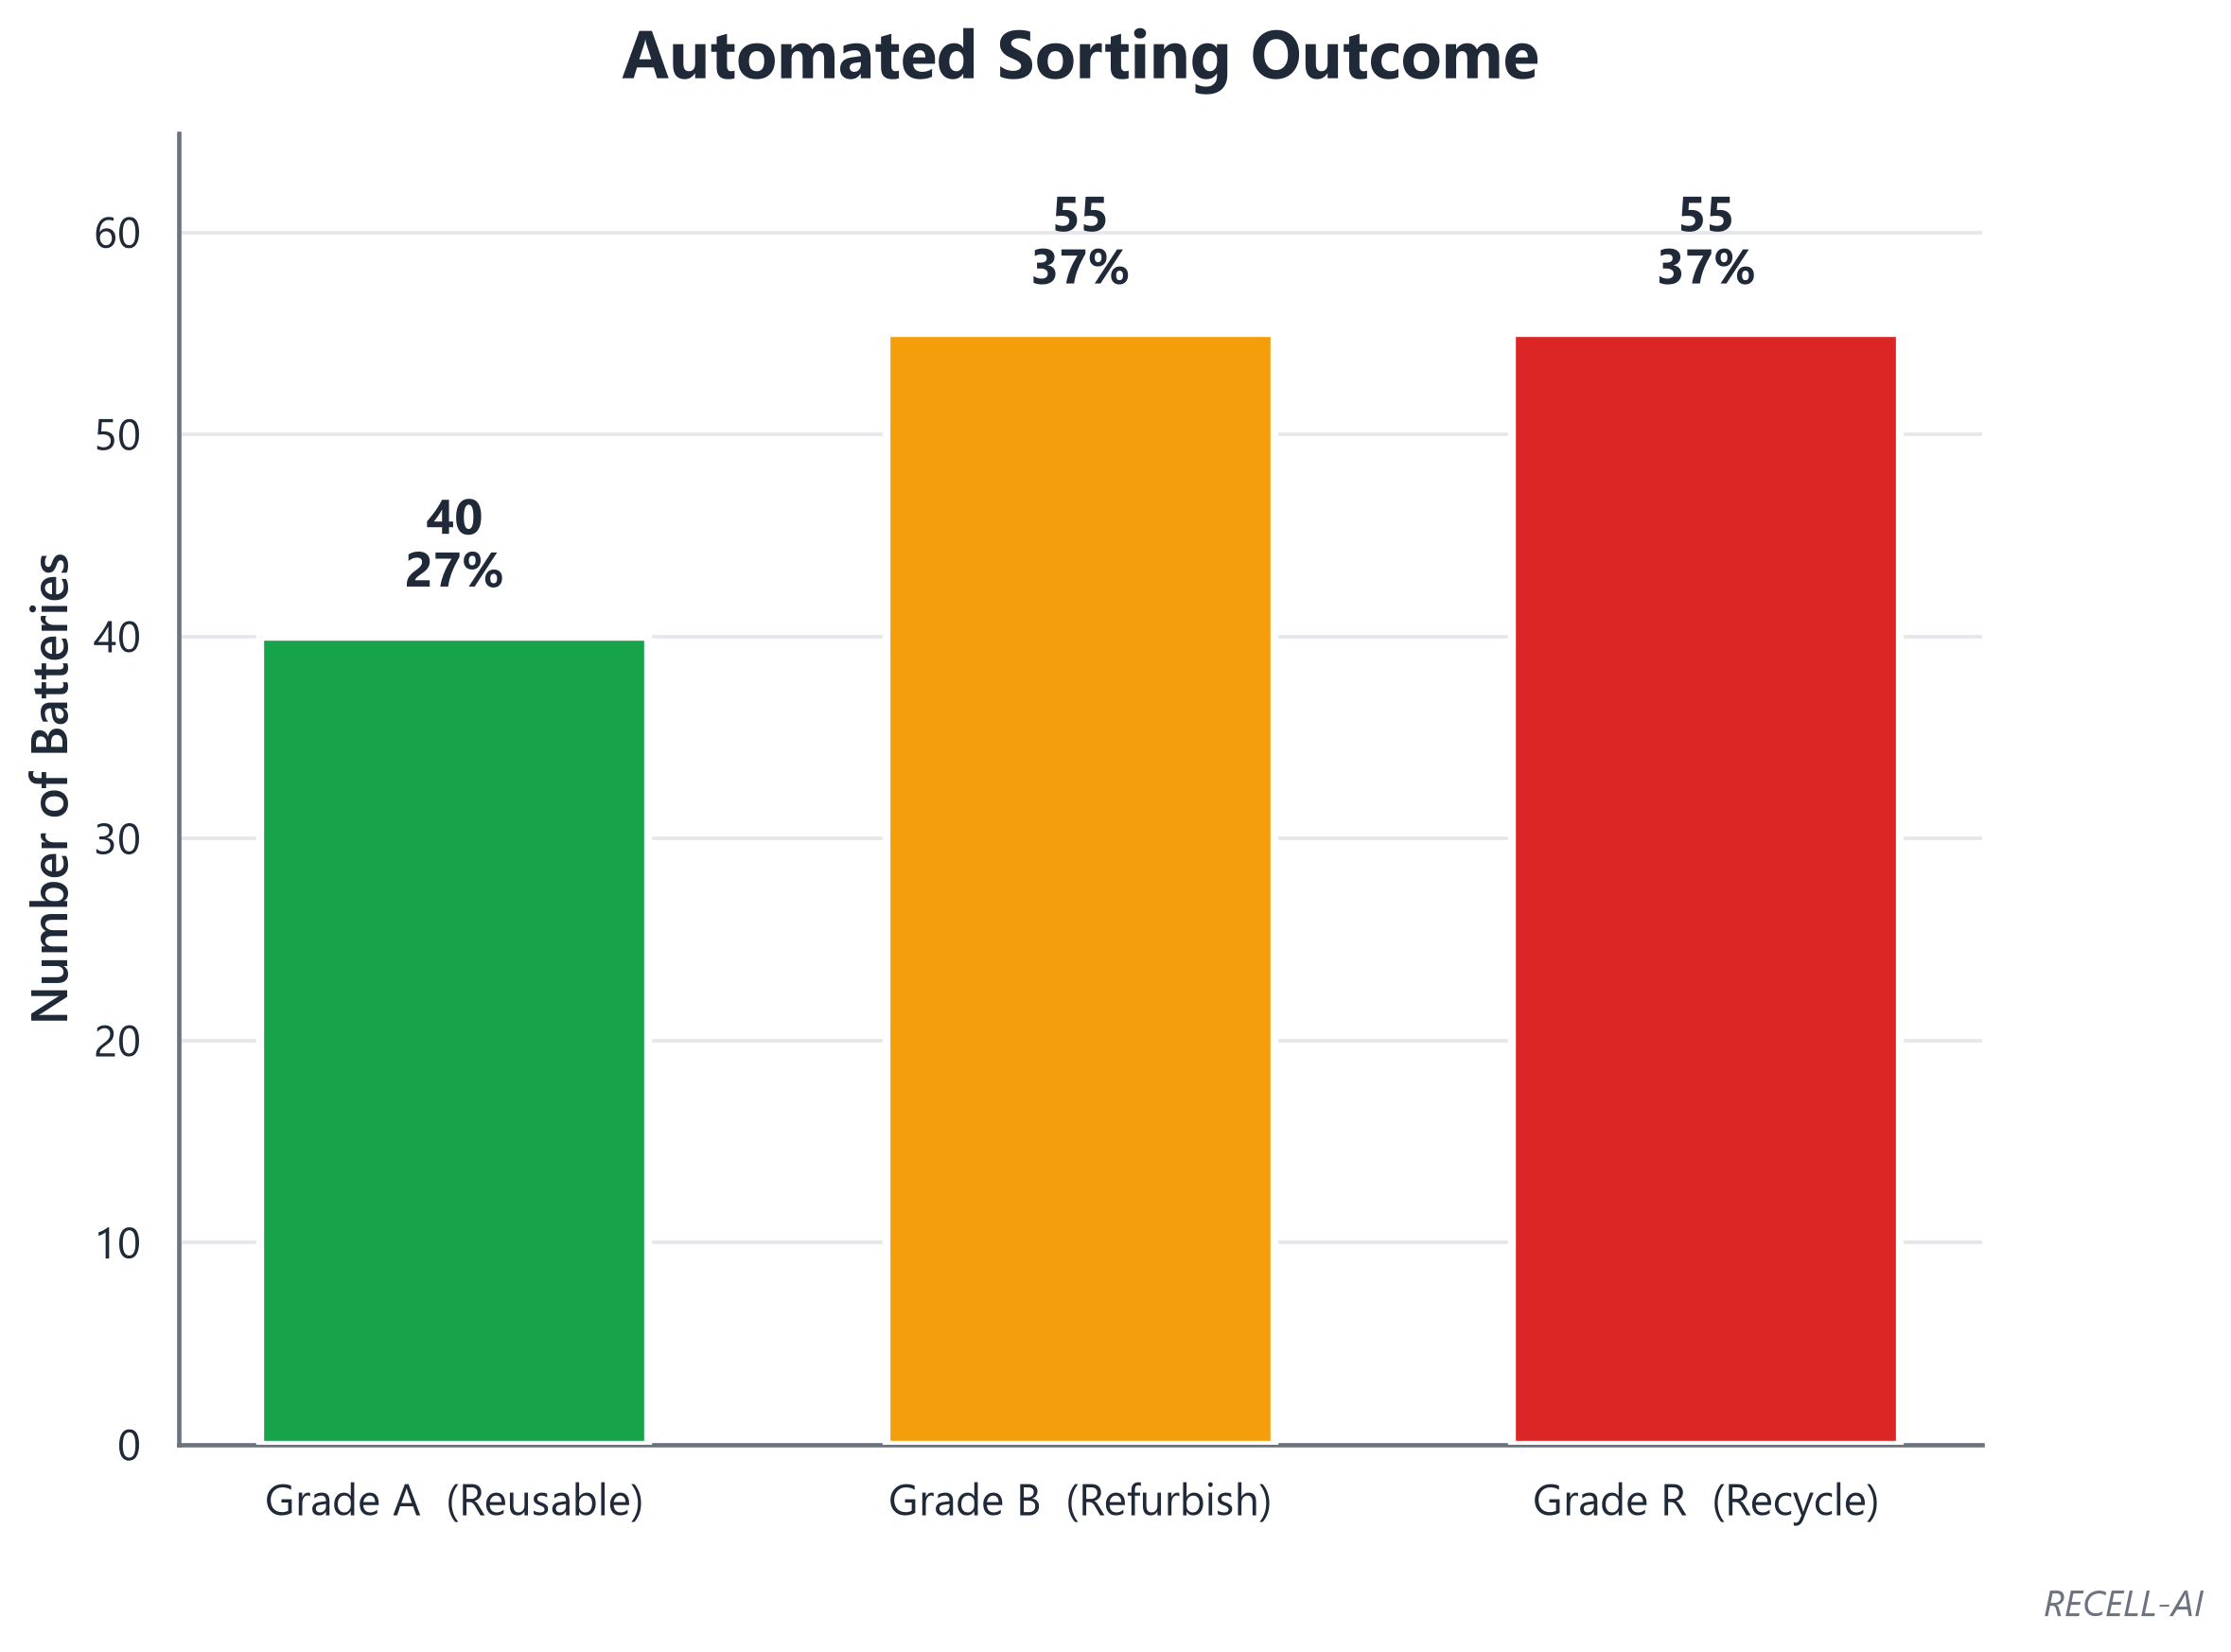 Automated Sorting Outcome
Number of Batteries
60
50
40
30
20
10
0
40
27%
55
37%
55
37%
Grade A (Reusable)
Grade B (Refurbish)
Grade R (Recycle)
RECELL-AI